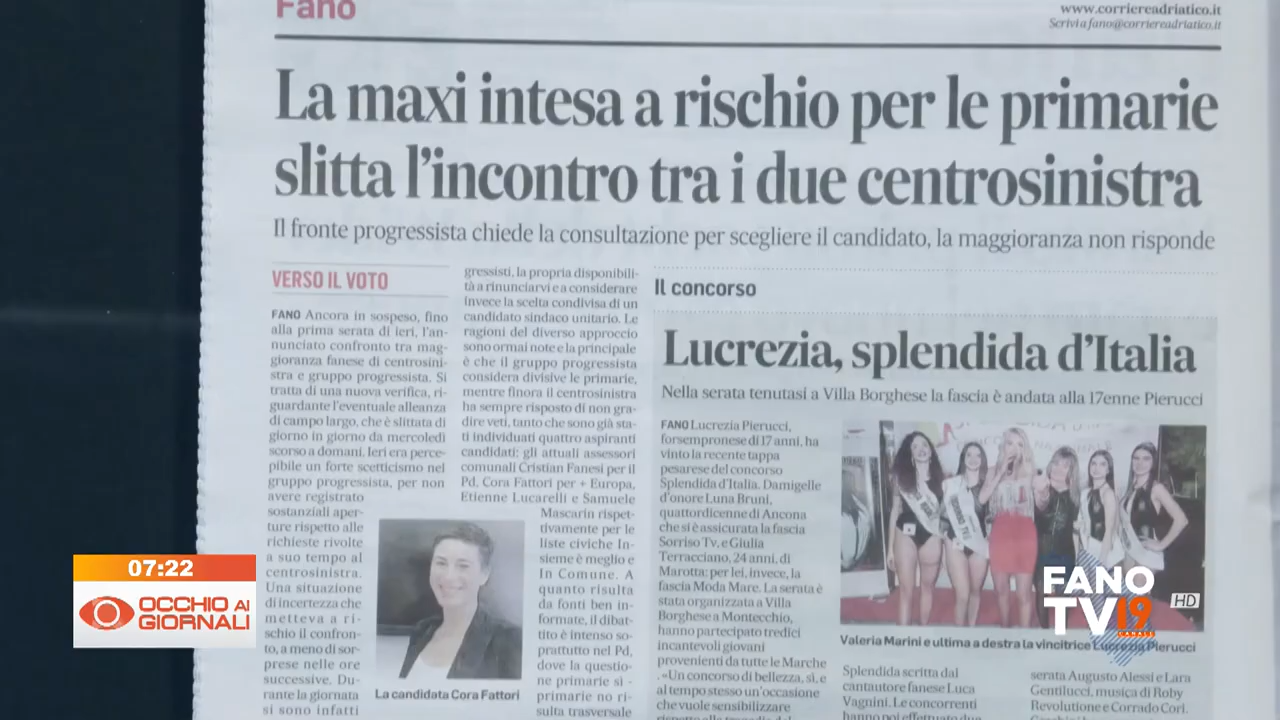 Fano
www.corriereadriatico.it
Scrivi a fano@corriereadriatico.it
La maxi intesa a rischio per le primarie
slitta l'incontro tra i due centrosinistra
Il fronte progressista chiede la consultazione per scegliere il candidato, la maggioranza non risponde
VERSO IL VOTO
FANO Ancora in sospeso, fino
alla prima serata di ieri, l'an-
nunciato confronto tra mag-
gioranza fanese di centrosini-
stra e gruppo progressista. Si
tratta di una nuova verifica, ri-
guardante l'eventuale alleanza
di campo largo, che è slittata di
giorno in giorno da mercoledì
scorso a domani. Ieri era perce-
pibile un forte scetticismo nel
gruppo progressista, per non
avere registrato
sostanziali aper-
ture rispetto alle
richieste rivolte
a suo tempo al
centrosinistra.
Una situazione
di incertezza che
metteva a ri-
schio il confron-
to, a meno di sor-
prese nelle ore
successive. Du-
rante la giornata
si sono infatti
gressisti, la propria disponibili-
tà a rinunciarvi e a considerare
invece la scelta condivisa di un
candidato sindaco unitario. Le
ragioni del diverso approccio
sono ormai note e la principale
è che il gruppo progressista
considera divisive le primarie,
mentre finora il centrosinistra
ha sempre risposto di non gra-
dire veti, tanto che sono già sta-
ti individuati quattro aspiranti
candidati: gli attuali assessori
comunali Cristian Fanesi per il
Pd, Cora Fattori per + Europa,
Etienne Lucarelli e Samuele
Mascarin rispet-
tivamente per le
liste civiche In-
sieme è meglio e
In Comune. A
quanto risulta
da fonti ben in-
formate, il dibat-
tito è intenso so-
prattutto nel Pd,
dove la questio-
ne primarie sì -
primarie no ri-
sulta trasversale
La candidata Cora Fattori
Il concorso
Lucrezia, splendida d'Italia
Nella serata tenutasi a Villa Borghese la fascia è andata alla 17enne Pierucci
FANO Lucrezia Pierucci,
forsempronese di 17 anni, ha
vinto la recente tappa
pesarese del concorso
Splendida d'Italia. Damigelle
d'onore Luna Bruni,
quattordicenne di Ancona
che si è assicurata la fascia
Sorriso Tv, e Giulia
Terracciano, 24 anni, di
Marotta: per lei, invece, la
fascia Moda Mare. La serata è
stata organizzata a Villa
Borghese a Montecchio,
hanno partecipato tredici
incantevoli giovani
provenienti da tutte le Marche
. «Un concorso di bellezza, sì, e
al tempo stesso un'occasione
che vuole sensibilizzare
Valeria Marini e ultima a destra la vincitrice Lucrezia Pierucci
Splendida scritta dal
cantautore fanese Luca
Vagnini. Le concorrenti
hanno poi effettuato due
serata Augusto Alessi e Lara
Gentilucci, musica di Roby
Revolutione e Corrado Cori.
07:22
OCCHIO AI
GIORNALI
FANO
TV19
CANALE
HD